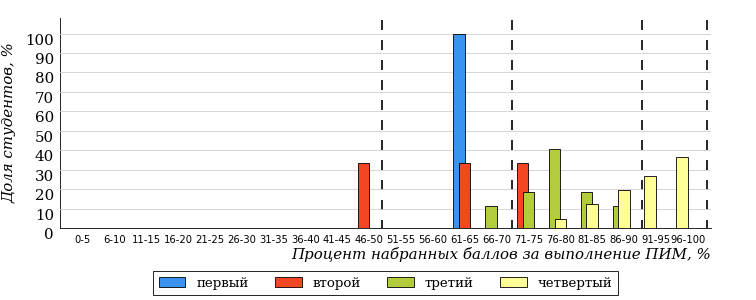 Доля студентов, %
100
90
80
70
60
50
40
30
20
10
0
0-5 6-10 11-15 16-20 21-25 26-30 31-35 36-40 41-45 46-50 51-55 56-60 61-65 66-70 71-75 76-80 81-85 86-90 91-95 96-100
Процент набранных баллов за выполнение ПИМ, %
первый второй третий четвертый